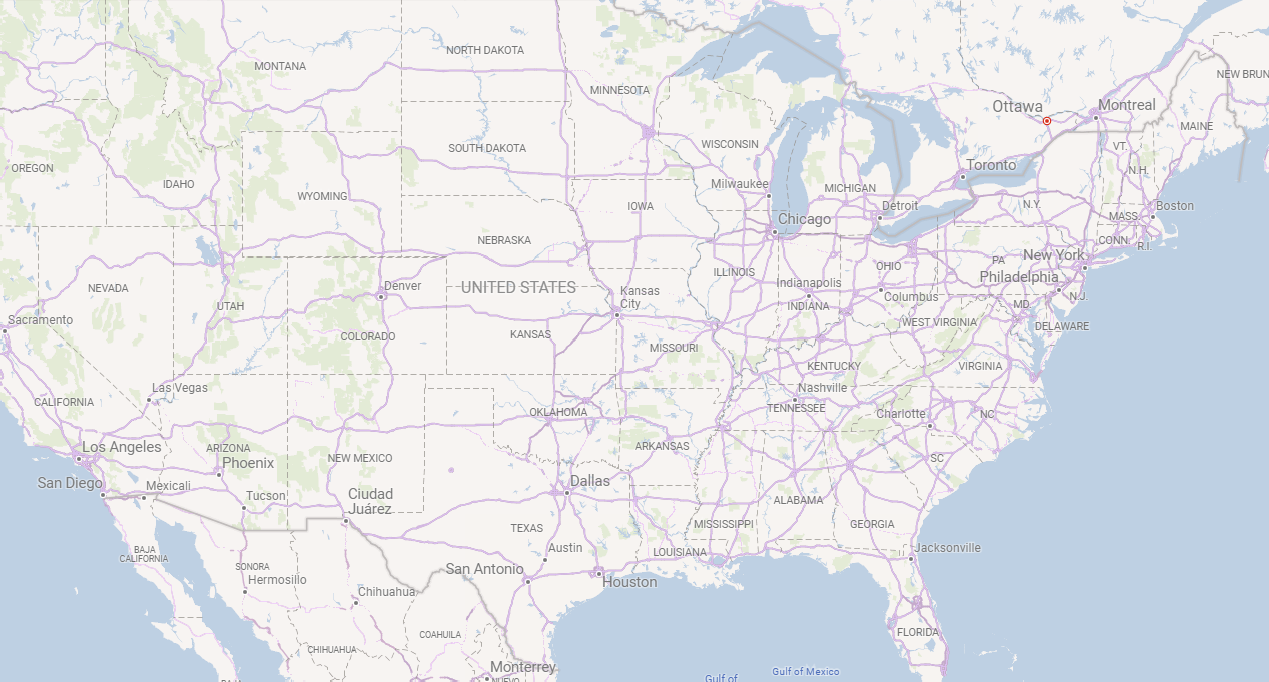 NORTH DAKOTA
MONTANA
MINNESOTA
NEW BRUN
Ottawa
Montreal
MAINE
OREGON
SOUTH DAKOTA
WISCONSIN
VT.
Toronto
N.H.
IDAHO
WYOMING
Milwaukee
MICHIGAN
IOWA
Detroit
N.Y.
Boston
MASS.
Chicago
NEBRASKA
CONN.
R.I.
New York
PA
OHIO
ILLINOIS
Philadelphia
NEVADA
UTAH
Denver
UNITED STATES
Kansas
City
Indianapolis
INDIANA
Columbus
N.J.
MD
Sacramento
WEST VIRGINIA
DELAWARE
COLORADO
KANSAS
MISSOURI
KENTUCKY
VIRGINIA
Las Vegas
Nashville
CALIFORNIA
OKLAHOMA
TENNESSEE
Charlotte
NC
Los Angeles
ARIZONA
ARKANSAS
Phoenix
NEW MEXICO
SC
San Diego
Mexicali
Dallas
Tucson
Ciudad
Juárez
ALABAMA
TEXAS
MISSISSIPPI
GEORGIA
BAJA
CALIFORNIA
Austin
LOUISIANA
Jacksonville
SONORA
San Antonio
Hermosillo
Houston
Chihuahua
COAHUILA
FLORIDA
CHIHUAHUA
Monterrey
Gulf of Mexico
Gulf of
NUEVO
BAJA